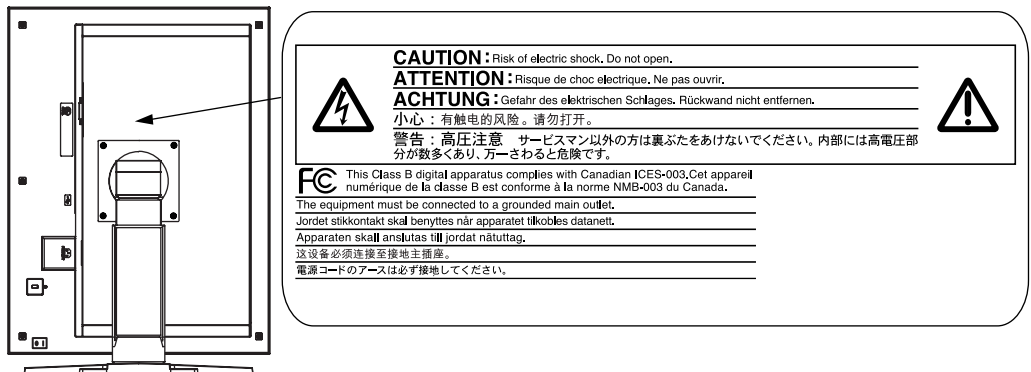 CAUTION : Risk of electric shock. Do not open.
ATTENTION : Risque de choc electrique. Ne pas ouvrir.
ACHTUNG : Gefahr des elektrischen Schlages. Rückwand nicht entfernen.
小心 : 有触电的风险。请勿打开。
警告 : 高圧注意 サービスマン以外の方は裏ぶたをあけないでください。内部には高電圧部
分が数多くあり、万一さわると危険です。
FC This Class B digital apparatus complies with Canadian ICES-003.Cet appareil
numérique de la classe B est conforme à la norme NMB-003 du Canada.
The equipment must be connected to a grounded main outlet.
Jordet stikkontakt skal benyttes når apparatet tilkobles datanett.
Apparaten skall anslutas till jordat nätuttag.
这设备必须连接至接地主插座。
電源コードのアースは必ず接地してください。